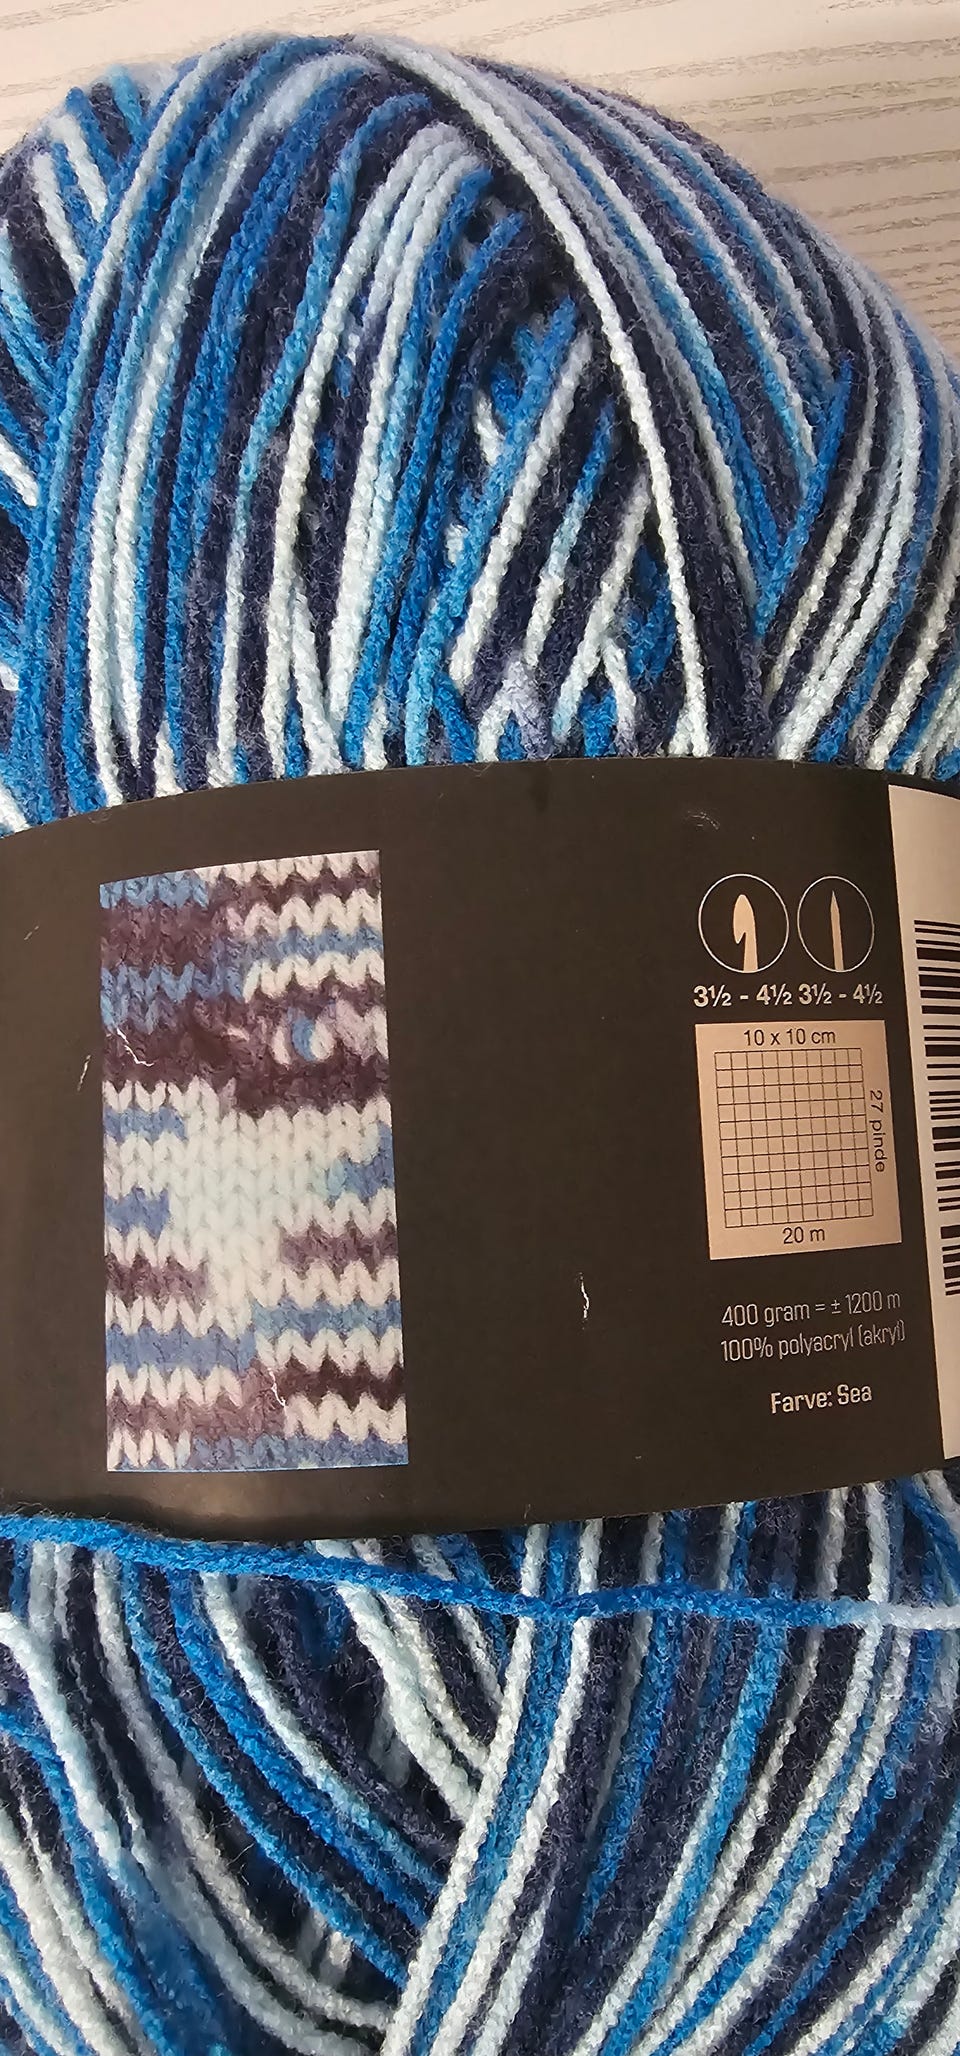 3½ - 4½ 3½ - 4½
10 x 10 cm
27 pinde
20 m
400 gram = ± 1200 m
100% polyacryl (akryl)
Farve: Sea